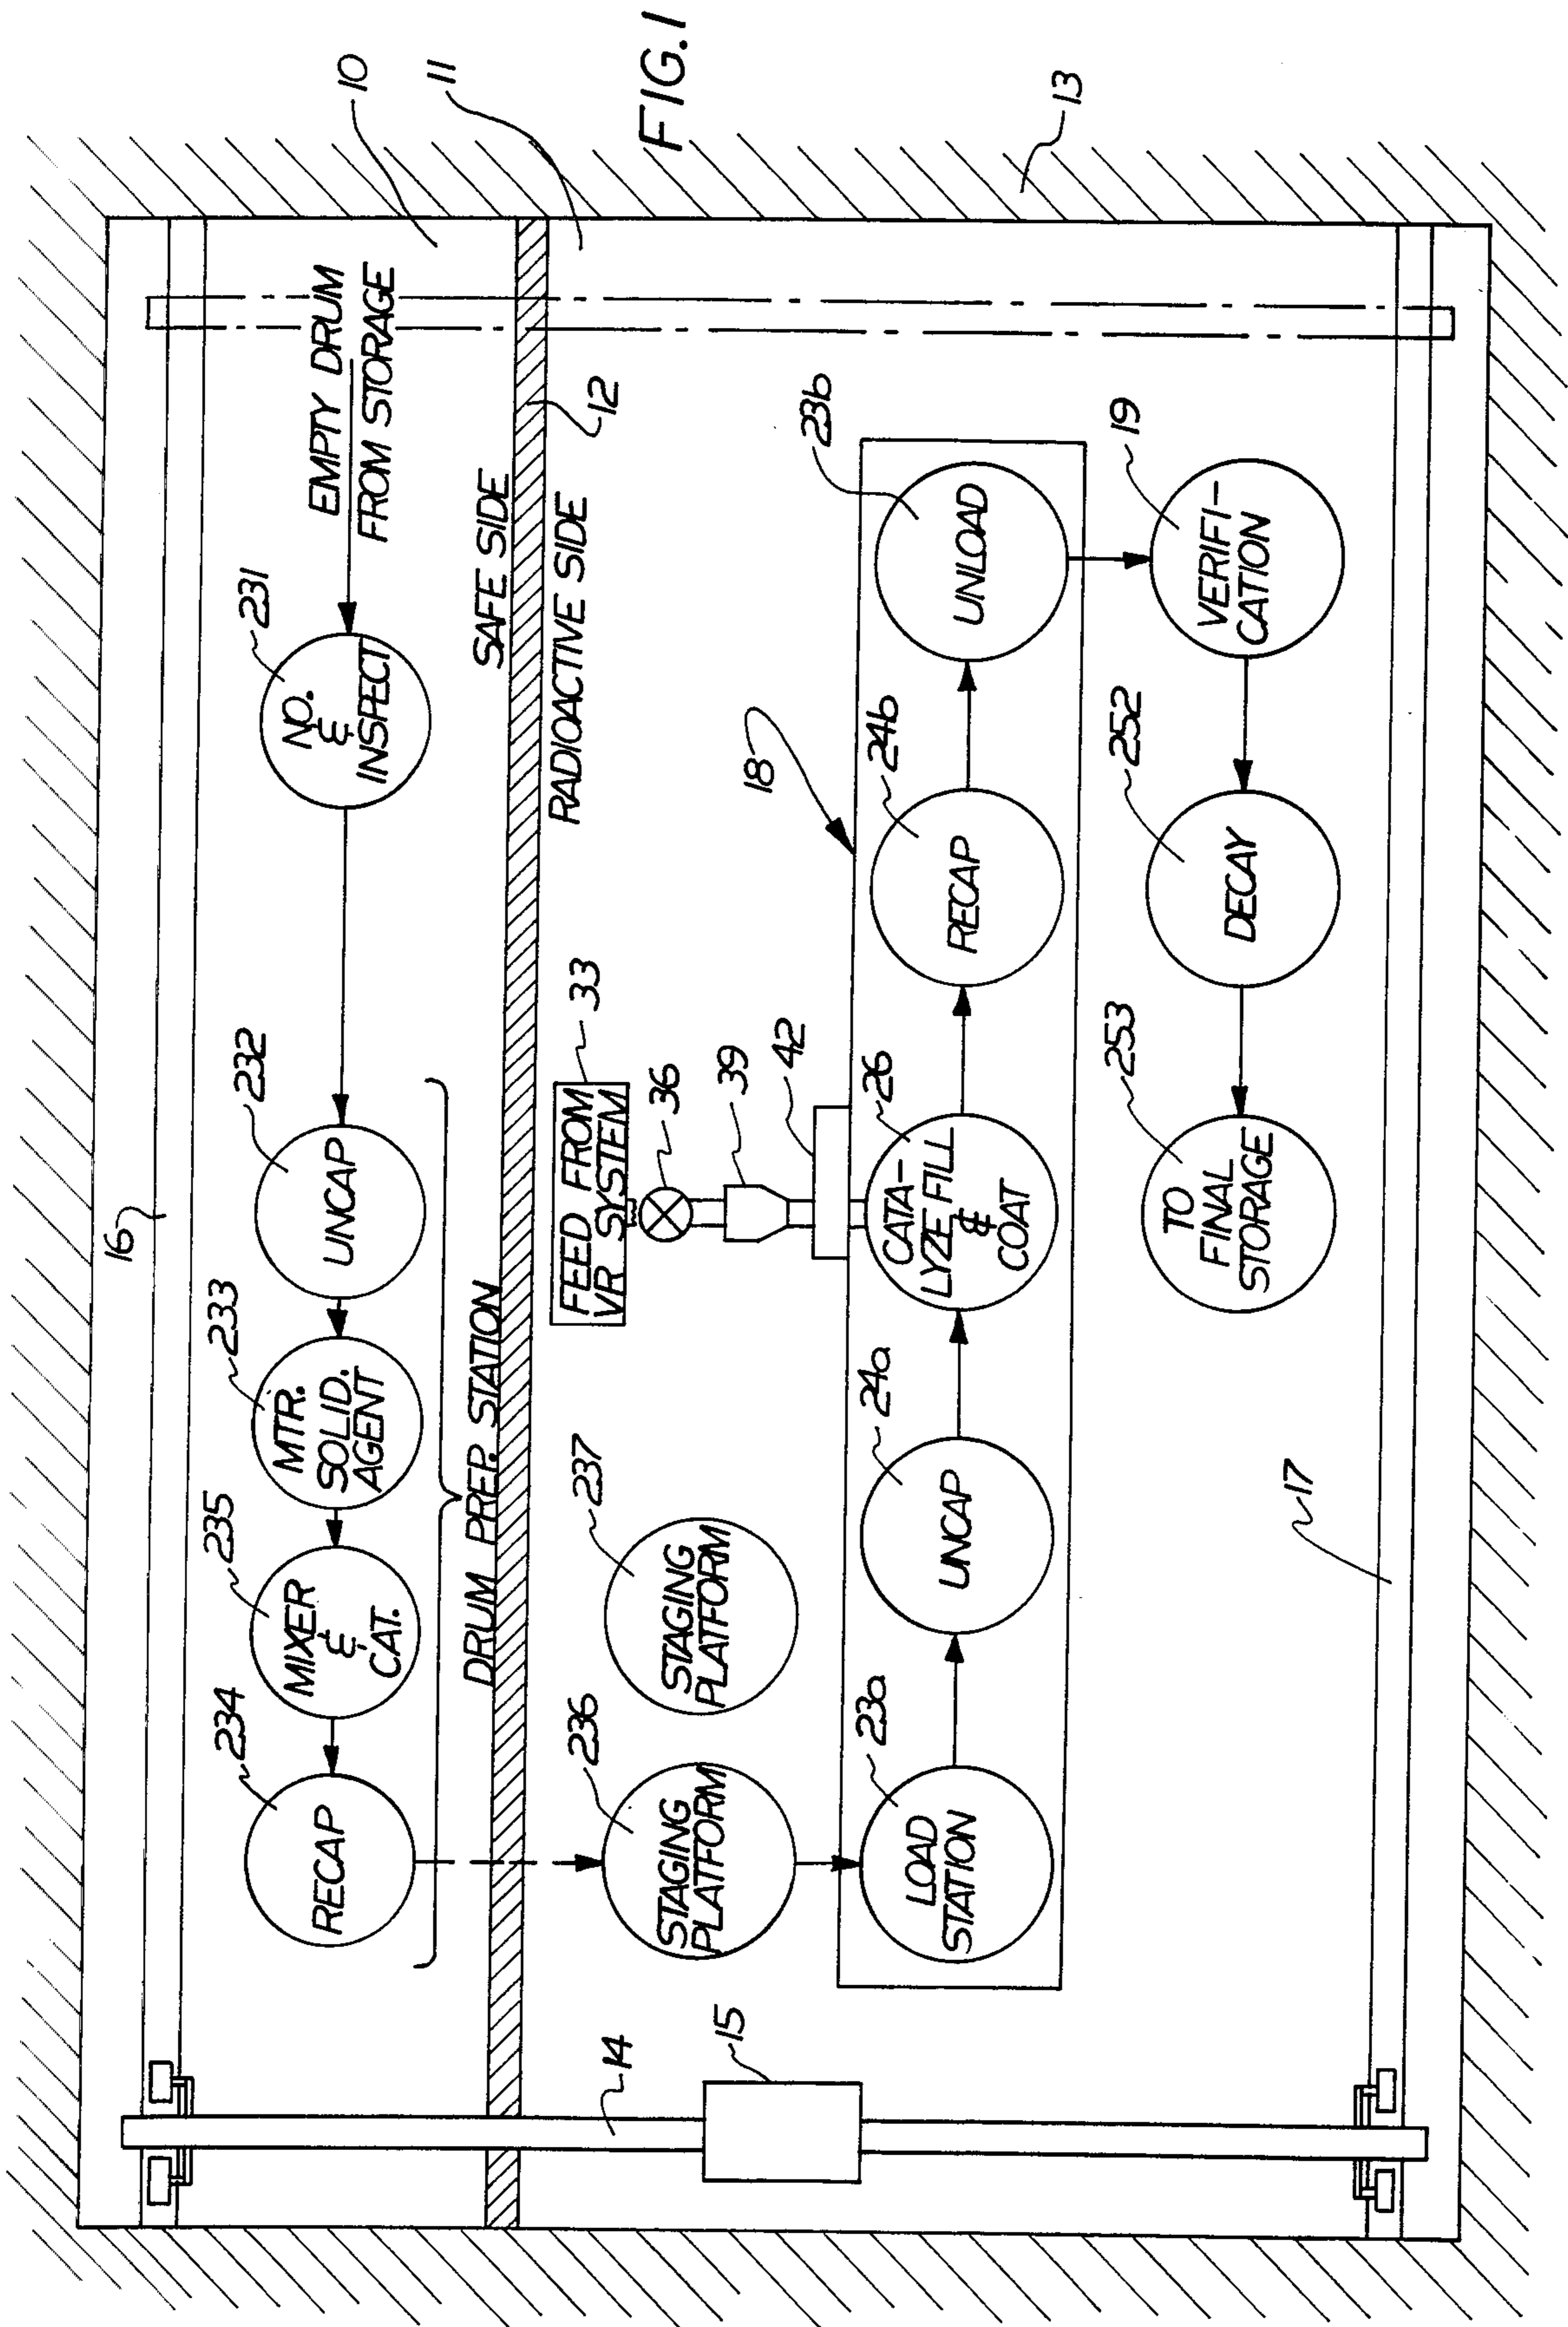 FIG. 1
10
11
13
16
EMPTY DRUM
FROM STORAGE
231
NO.
&
INSPECT
232
UNCAP
233
MTR.
SOLID.
AGENT
235
MIXER
&
CAT.
234
RECAP
DRUM PREP. STATION
SAFE SIDE
RADIOACTIVE SIDE
12
FEED FROM
VR SYSTEM
33
36
39
42
237
STAGING
PLATFORM
236
STAGING
PLATFORM
18
23a
LOAD
STATION
24a
UNCAP
26
CATA-
LYZE FILL
&
COAT
24b
RECAP
23b
UNLOAD
19
VERIFI-
CATION
252
DECAY
253
TO
FINAL
STORAGE
14
15
17